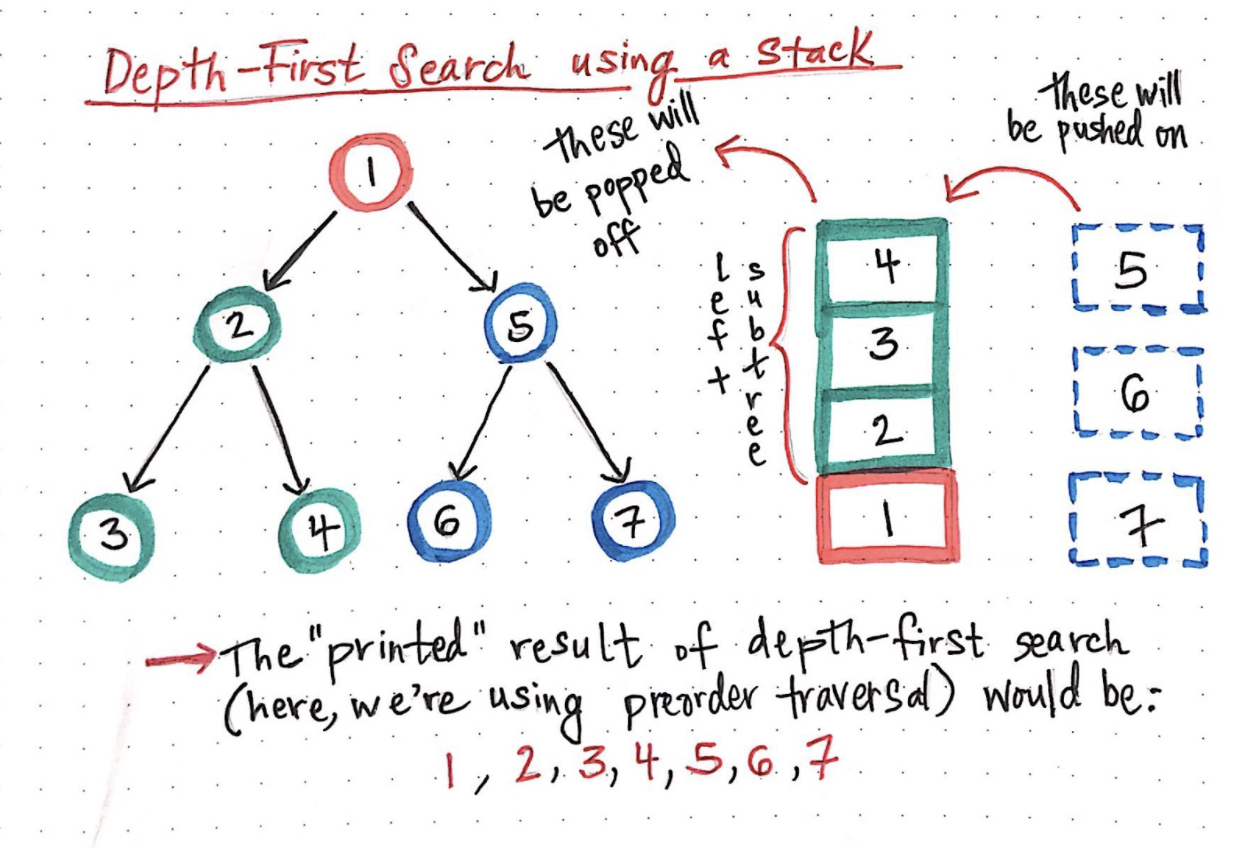 Depth-First Search using a stack
these will
be popped
off
these will
be pushed on
1
2
5
3
4
6
7
left
subtree
4
3
2
1
5
6
7
The "printed" result of depth-first search
(here, we're using preorder traversal) would be:
1, 2, 3, 4, 5, 6, 7